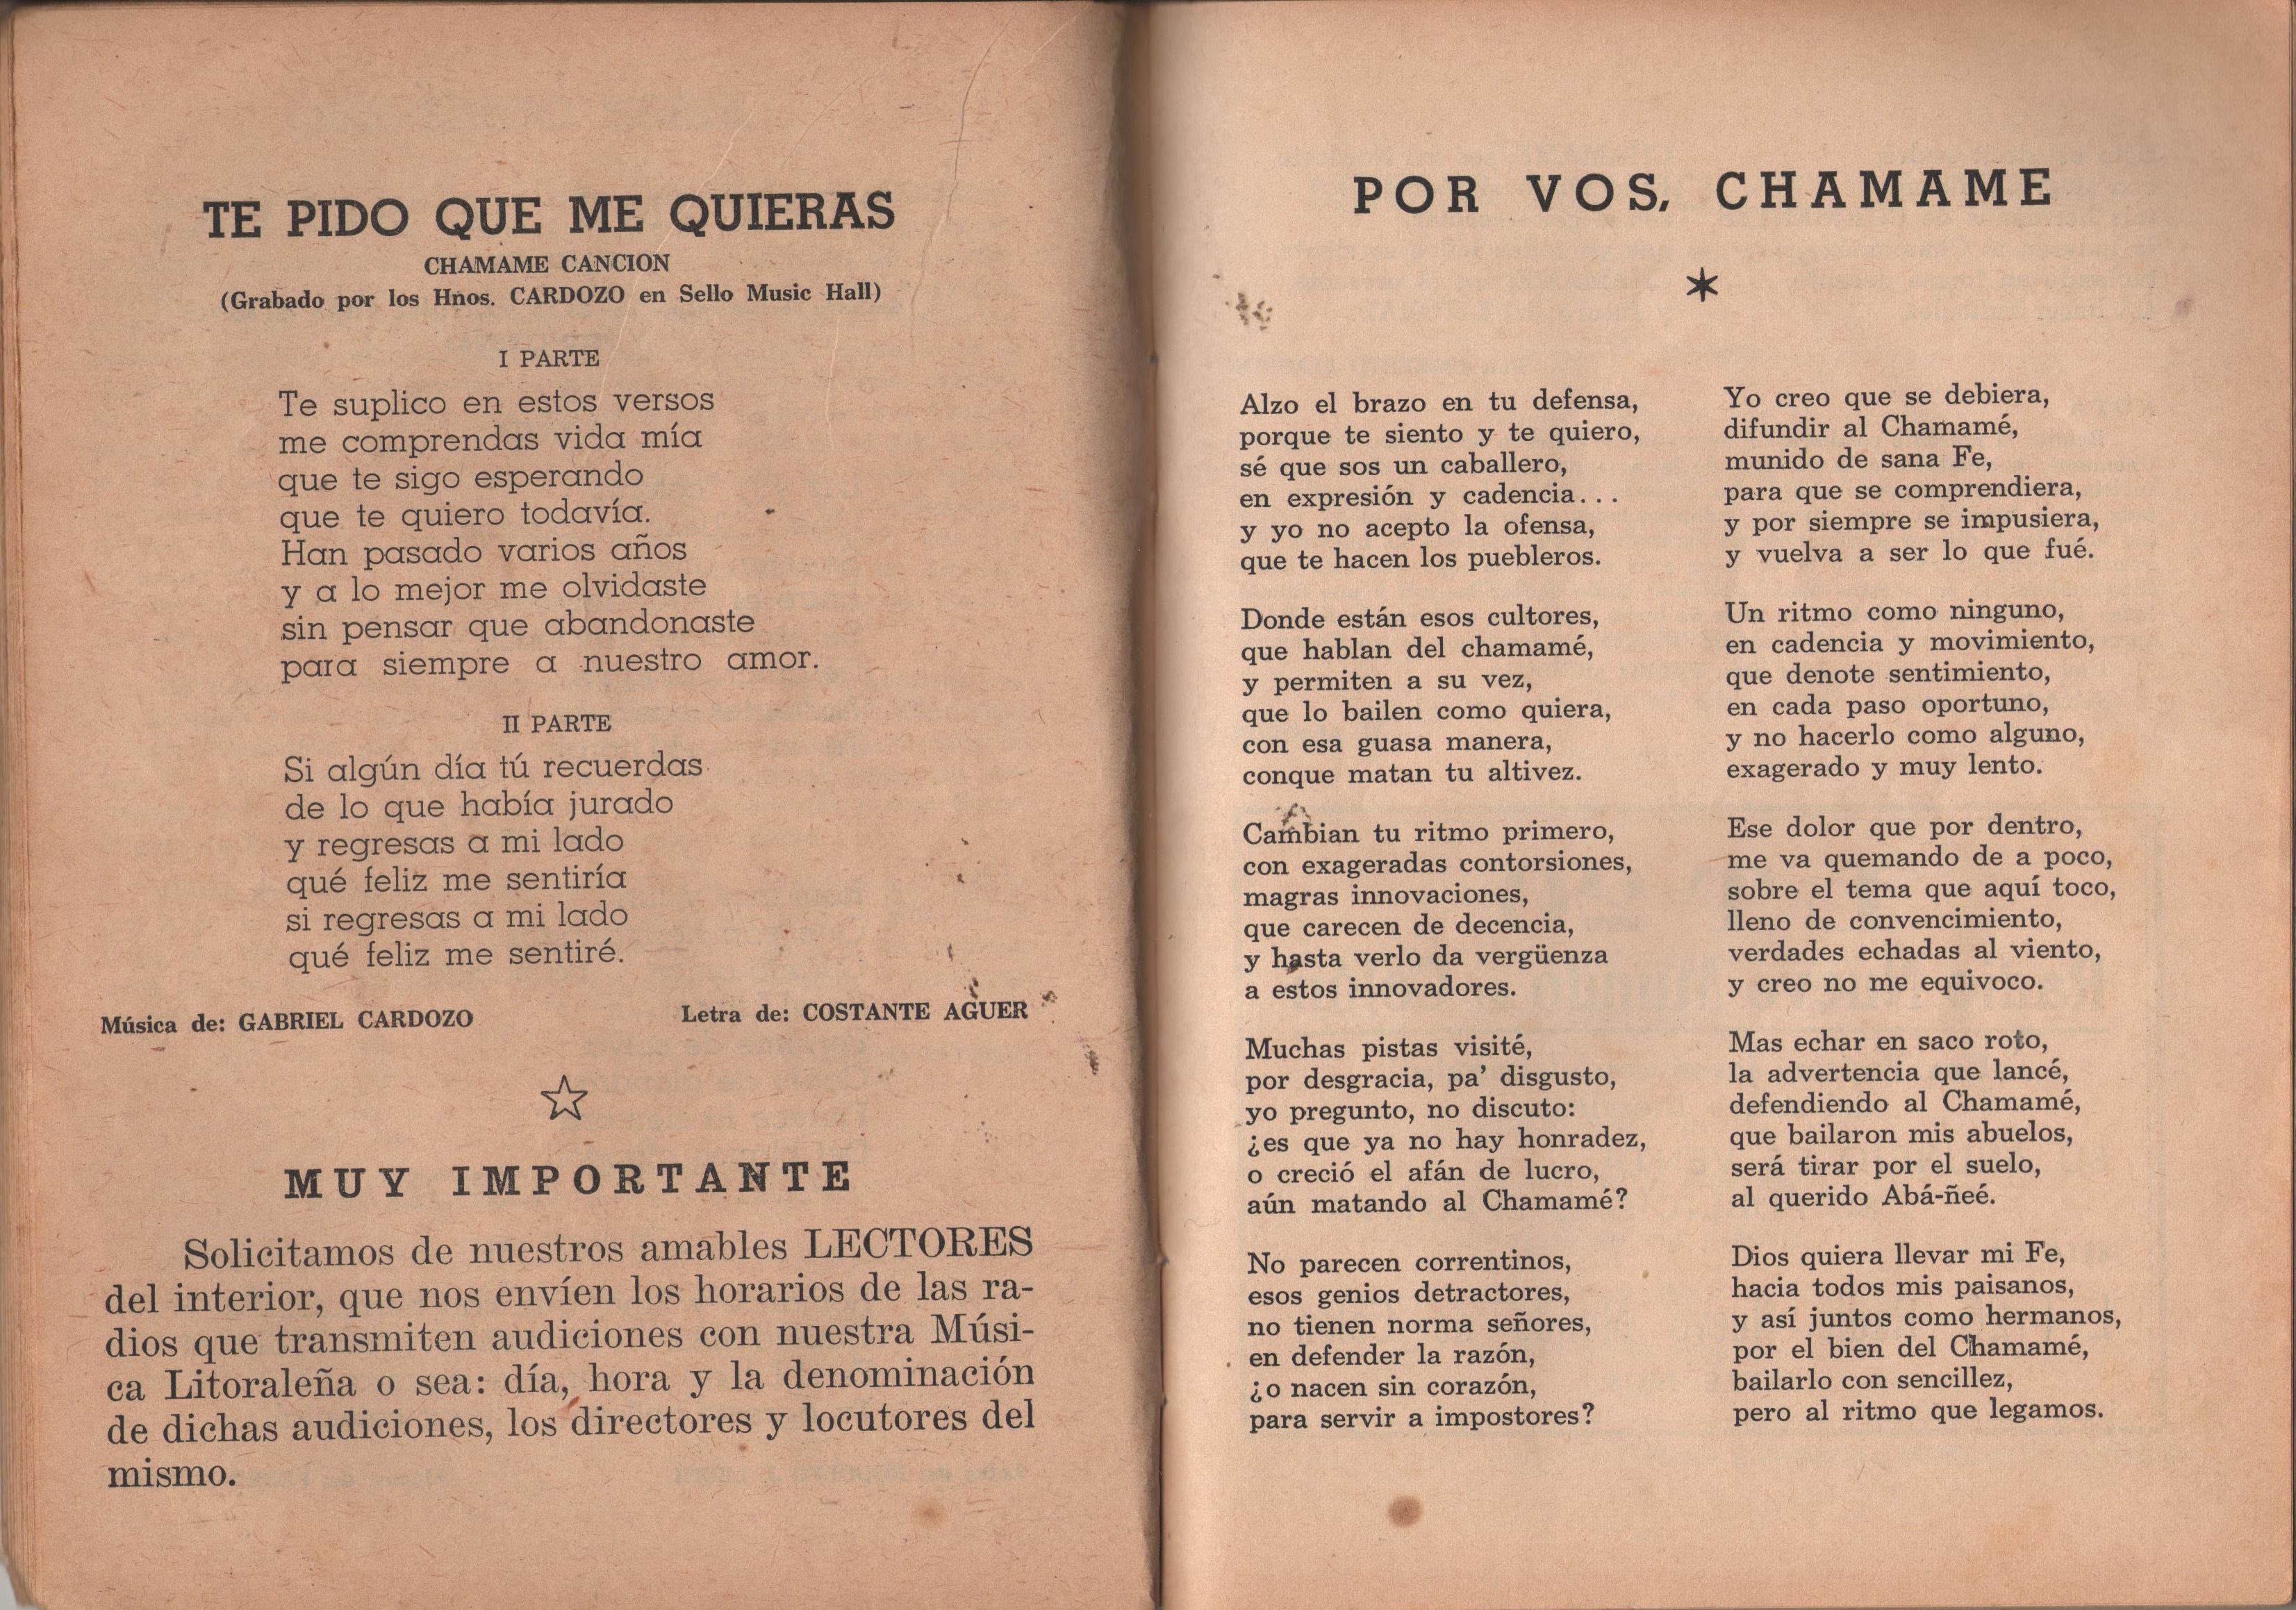 TE PIDO QUE ME QUIERAS
CHAMAME CANCION
(Grabado por los Hnos. CARDOZO en Sello Music Hall)
I PARTE
Te suplico en estos versos
me comprendas vida mía
que te sigo esperando
que te quiero todavía.
Han pasado varios años
y a lo mejor me olvidaste
sin pensar que abandonaste
para siempre a nuestro amor.
II PARTE
Si algún día tú recuerdas
de lo que había jurado
y regresas a mi lado
qué feliz me sentiría
si regresas a mi lado
qué feliz me sentiré.
Música de: GABRIEL CARDOZO Letra de: COSTANTE AGUER
MUY IMPORTANTE
Solicitamos de nuestros amables LECTORES
del interior, que nos envíen los horarios de las ra-
dios que transmiten audiciones con nuestra Músi-
ca Litoraleña o sea: día, hora y la denominación
de dichas audiciones, los directores y locutores del
mismo.
POR VOS, CHAMAME
*
Alzo el brazo en tu defensa,
porque te siento y te quiero,
sé que sos un caballero,
en expresión y cadencia...
y yo no acepto la ofensa,
que te hacen los puebleros.
Donde están esos cultores,
que hablan del chamamé,
y permiten a su vez,
que lo bailen como quiera,
con esa guasa manera,
conque matan tu altivez.
Cambian tu ritmo primero,
con exageradas contorsiones,
magras innovaciones,
que carecen de decencia,
y hasta verlo da vergüenza
a estos innovadores.
Muchas pistas visité,
por desgracia, pa' disgusto,
yo pregunto, no discuto:
¿es que ya no hay honradez,
o creció el afán de lucro,
aún matando al Chamamé?
No parecen correntinos,
esos genios detractores,
no tienen norma señores,
en defender la razón,
¿o nacen sin corazón,
para servir a impostores?
Yo creo que se debiera,
difundir al Chamamé,
munido de sana Fe,
para que se comprendiera,
y por siempre se impusiera,
y vuelva a ser lo que fué.
Un ritmo como ninguno,
en cadencia y movimiento,
que denote sentimiento,
en cada paso oportuno,
y no hacerlo como alguno,
exagerado y muy lento.
Ese dolor que por dentro,
me va quemando de a poco,
sobre el tema que aquí toco,
lleno de convencimiento,
verdades echadas al viento,
y creo no me equivoco.
Mas echar en saco roto,
la advertencia que lancé,
defendiendo al Chamamé,
que bailaron mis abuelos,
será tirar por el suelo,
al querido Abá-ñeé.
Dios quiera llevar mi Fe,
hacia todos mis paisanos,
y así juntos como hermanos,
por el bien del Chamamé,
bailarlo con sencillez,
pero al ritmo que legamos.